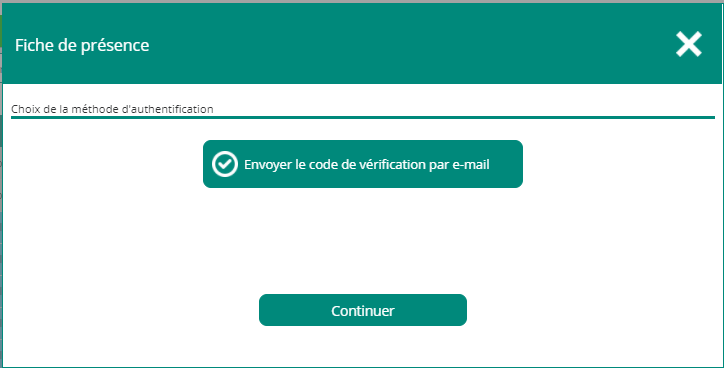 Fiche de présence
Choix de la méthode d'authentification
Envoyer le code de vérification par e-mail
Continuer